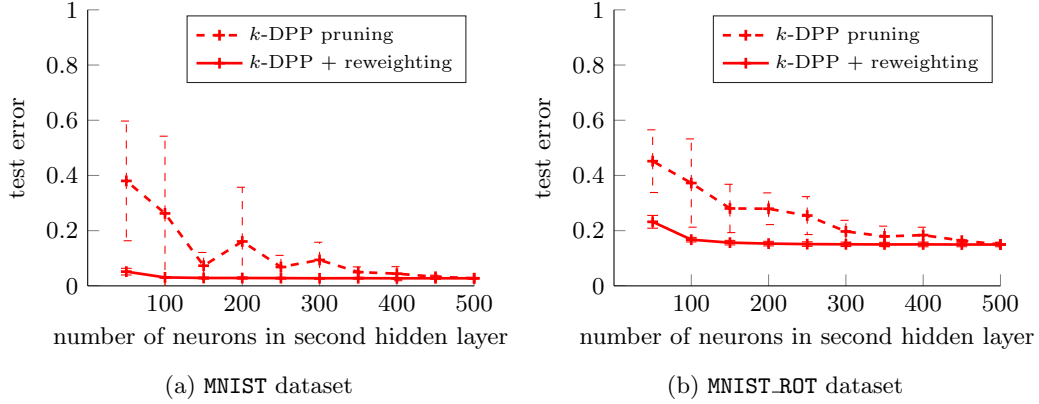 1
0.8
0.6
0.4
0.2
0
100 200 300 400 500
test error
number of neurons in second hidden layer
k-DPP pruning
k-DPP + reweighting
(a) MNIST dataset
1
0.8
0.6
0.4
0.2
0
100 200 300 400 500
test error
number of neurons in second hidden layer
k-DPP pruning
k-DPP + reweighting
(b) MNIST_ROT dataset